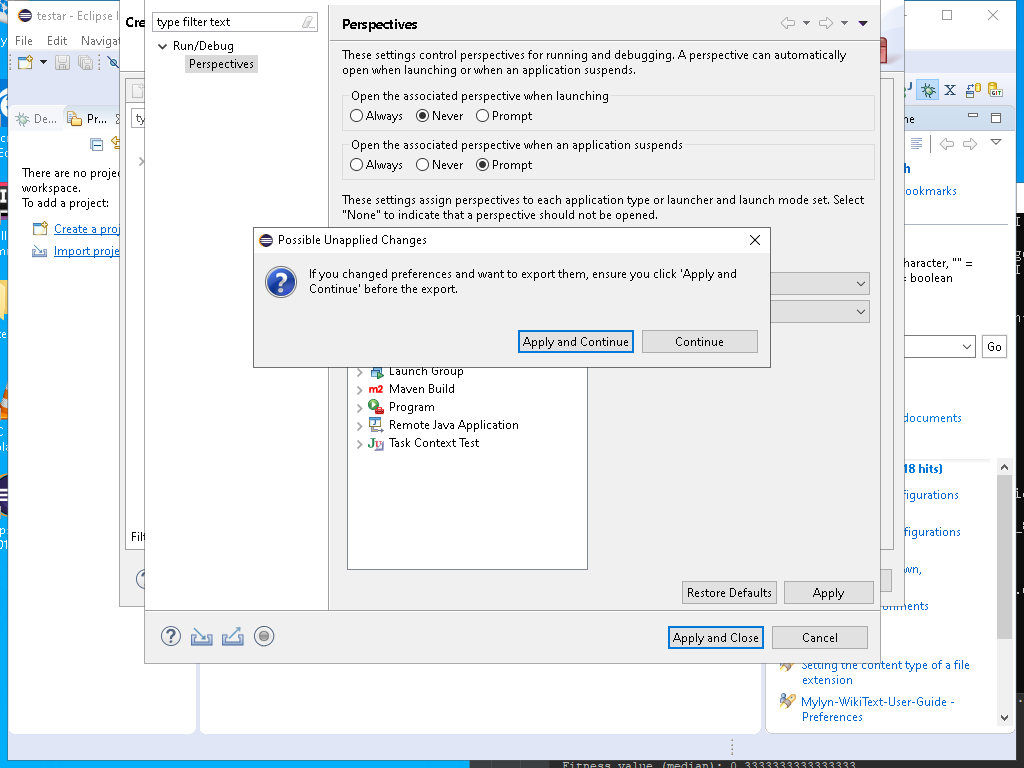 testar - Eclipse I
File Edit Navigat
Cre
type filter text
Run/Debug
Perspectives
Perspectives
These settings control perspectives for running and debugging. A perspective can automatically
open when launching or when an application suspends.
Open the associated perspective when launching
Always Never Prompt
Open the associated perspective when an application suspends
Always Never Prompt
These settings assign perspectives to each application type or launcher and launch mode set. Select
"None" to indicate that a perspective should not be opened.
Possible Unapplied Changes
If you changed preferences and want to export them, ensure you click 'Apply and
Continue' before the export.
Apply and Continue Continue
Launch Group
Maven Build
Program
Remote Java Application
Task Context Test
Restore Defaults Apply
Apply and Close Cancel
De... Pr...
There are no proje
workspace.
To add a project:
Create a proj
Import proje
ty
Filt
ne
h
ookmarks
haracter, "" =
= boolean
Go
documents
18 hits)
figurations
figurations
wn,
onments
Setting the content type of a file
extension
Mylyn-WikiText-User-Guide -
Preferences
Fitness value (median): 0.3333333333333333